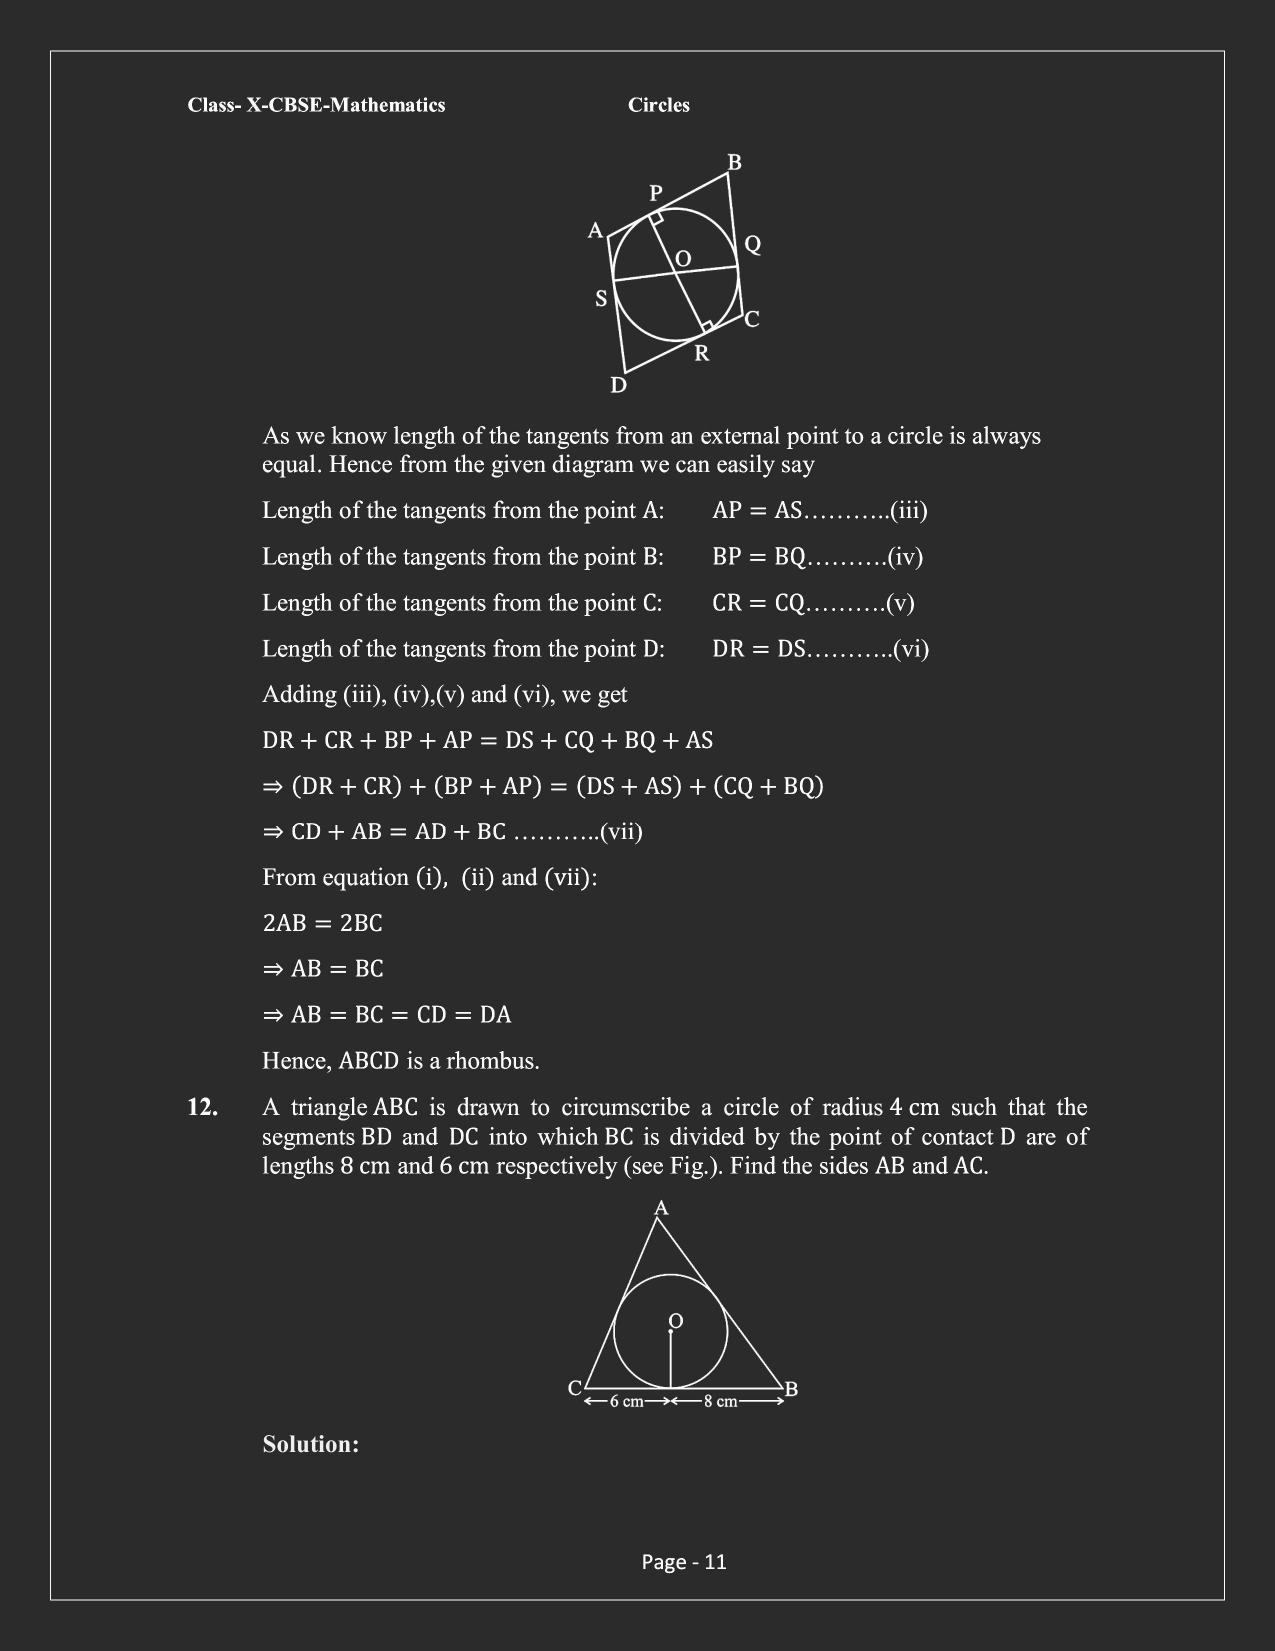 Class- X-CBSE-Mathematics Circles
B
P
A
Q
O
S
C
R
D
As we know length of the tangents from an external point to a circle is always
equal. Hence from the given diagram we can easily say
Length of the tangents from the point A: AP = AS………..(iii)
Length of the tangents from the point B: BP = BQ……….(iv)
Length of the tangents from the point C: CR = CQ……….(v)
Length of the tangents from the point D: DR = DS………..(vi)
Adding (iii), (iv),(v) and (vi), we get
DR + CR + BP + AP = DS + CQ + BQ + AS
⇒ (DR + CR) + (BP + AP) = (DS + AS) + (CQ + BQ)
⇒ CD + AB = AD + BC ………..(vii)
From equation (i), (ii) and (vii):
2AB = 2BC
⇒ AB = BC
⇒ AB = BC = CD = DA
Hence, ABCD is a rhombus.
12. A triangle ABC is drawn to circumscribe a circle of radius 4 cm such that the
segments BD and DC into which BC is divided by the point of contact D are of
lengths 8 cm and 6 cm respectively (see Fig.). Find the sides AB and AC.
A
O
C B
6 cm 8 cm
Solution:
Page - 11